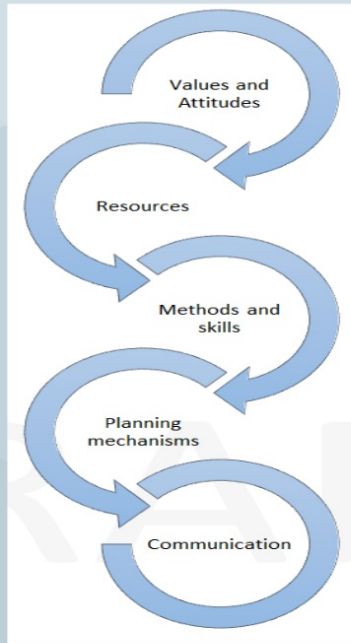 Values and
Attitudes
Resources
Methods and
skills
Planning
mechanisms
Communication